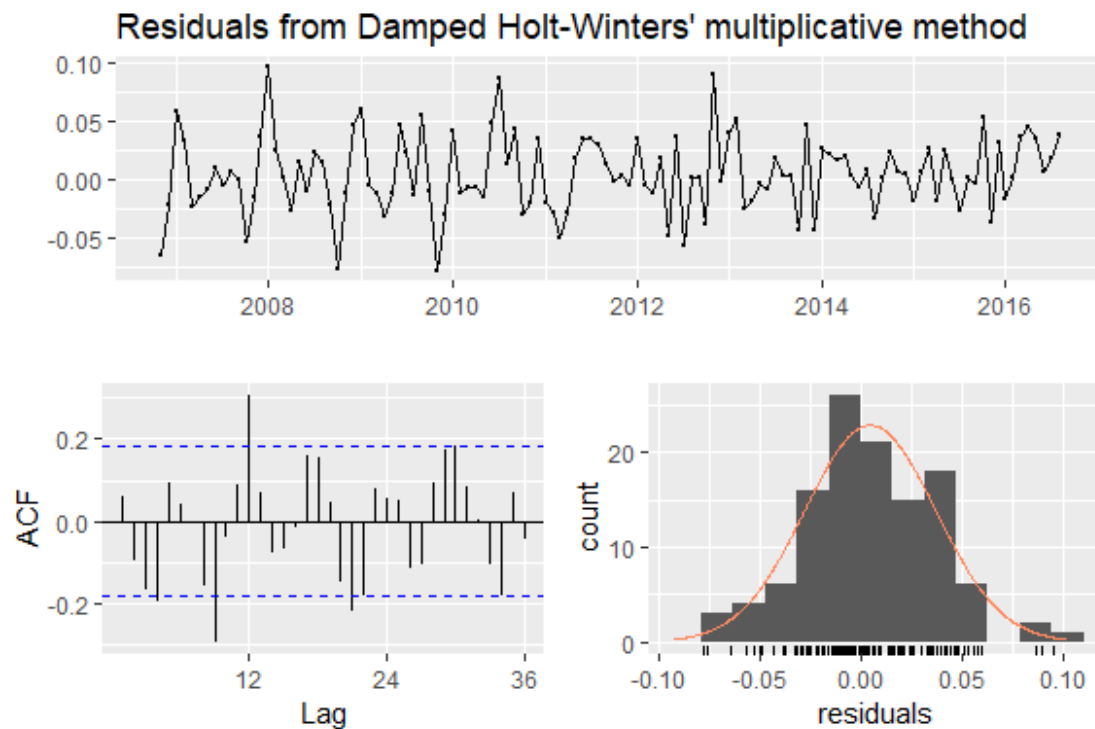 Residuals from Damped Holt-Winters' multiplicative method
0.10
0.05
0.00
-0.05
2008 2010 2012 2014 2016
ACF
0.2
0.0
-0.2
12 24 36
Lag
count
20
10
0
-0.10 -0.05 0.00 0.05 0.10
residuals